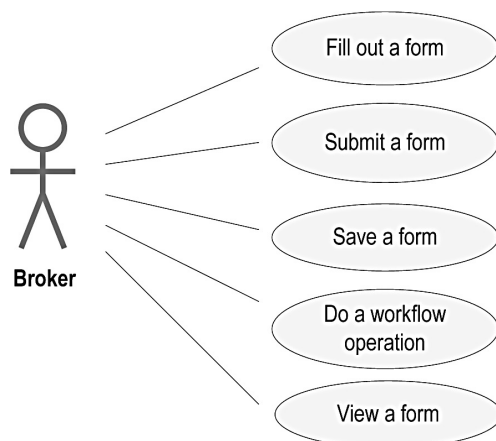 Fill out a form
Submit a form
Save a form
Broker
Do a workflow
operation
View a form